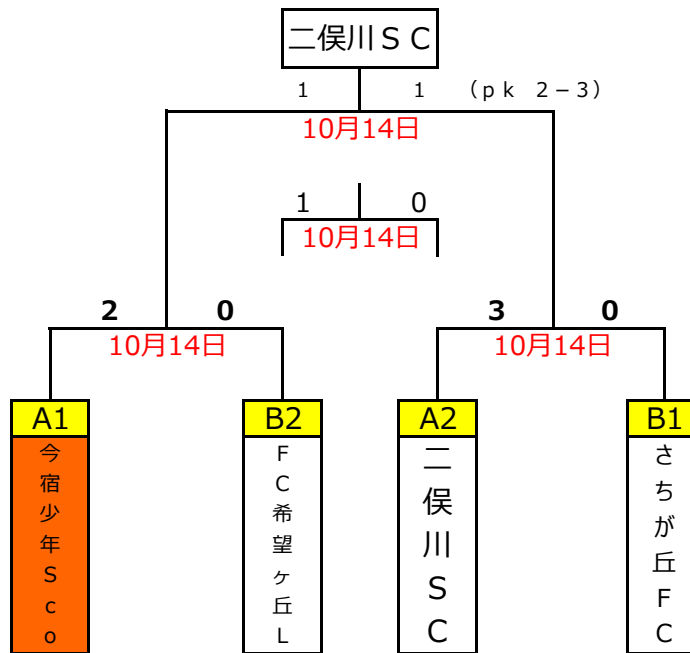 二俣川ＳＣ
1 1 （ｐｋ ２－３）
10月14日
1 0
10月14日
2 0 3 0
10月14日 10月14日
A1 B2 A2 B1
今宿少年Ｓｃｏ
ＦＣ希望ヶ丘Ｌ
二俣川ＳＣ
さちが丘ＦＣ